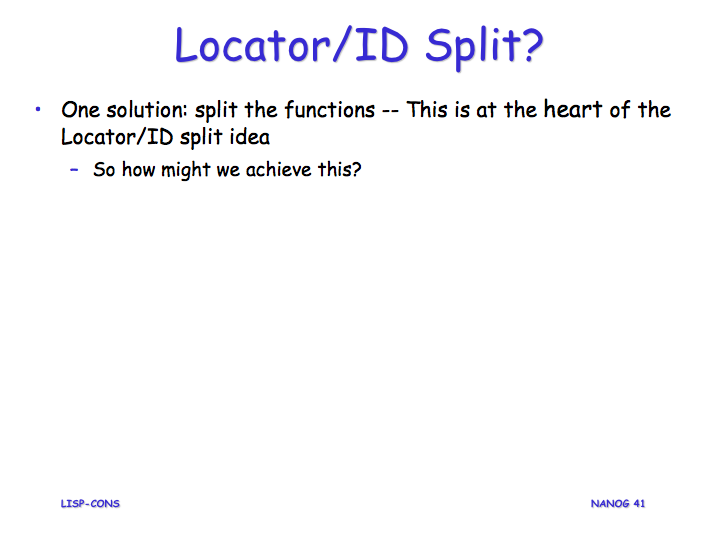 Locator/ID Split?
• One solution: split the functions -- This is at the heart of the
Locator/ID split idea
– So how might we achieve this?
LISP-CONS
NANOG 41